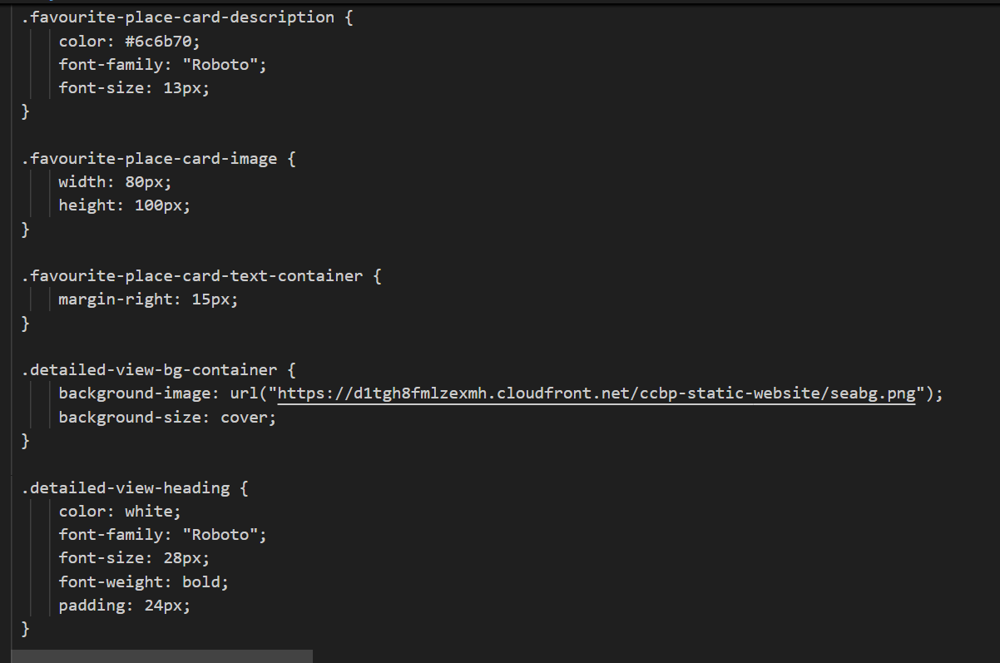 .favourite-place-card-description {
    color: #6c6b70;
    font-family: "Roboto";
    font-size: 13px;
}

.favourite-place-card-image {
    width: 80px;
    height: 100px;
}

.favourite-place-card-text-container {
    margin-right: 15px;
}

.detailed-view-bg-container {
    background-image: url("https://d1tgh8fmlzexmh.cloudfront.net/ccbp-static-website/seabg.png");
    background-size: cover;
}

.detailed-view-heading {
    color: white;
    font-family: "Roboto";
    font-size: 28px;
    font-weight: bold;
    padding: 24px;
}